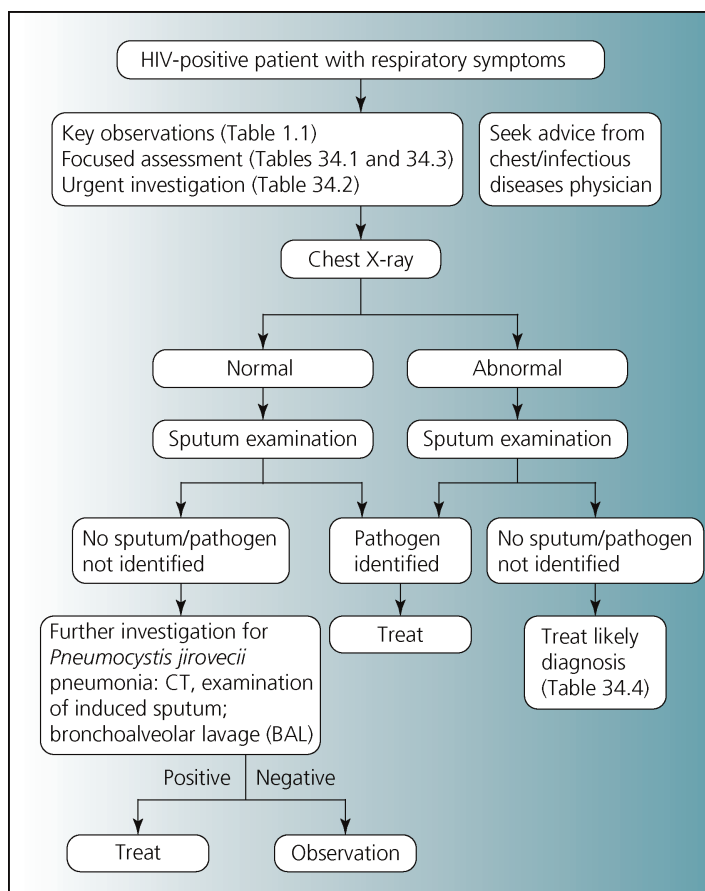 HIV-positive patient with respiratory symptoms
Key observations (Table 1.1)
Focused assessment (Tables 34.1 and 34.3)
Urgent investigation (Table 34.2)
Seek advice from
chest/infectious
diseases physician
Chest X-ray
Normal
Abnormal
Sputum examination
Sputum examination
No sputum/pathogen
not identified
Pathogen
identified
No sputum/pathogen
not identified
Further investigation for
Pneumocystis jirovecii
pneumonia: CT, examination
of induced sputum;
bronchoalveolar lavage (BAL)
Treat
Treat likely
diagnosis
(Table 34.4)
Positive
Negative
Treat
Observation